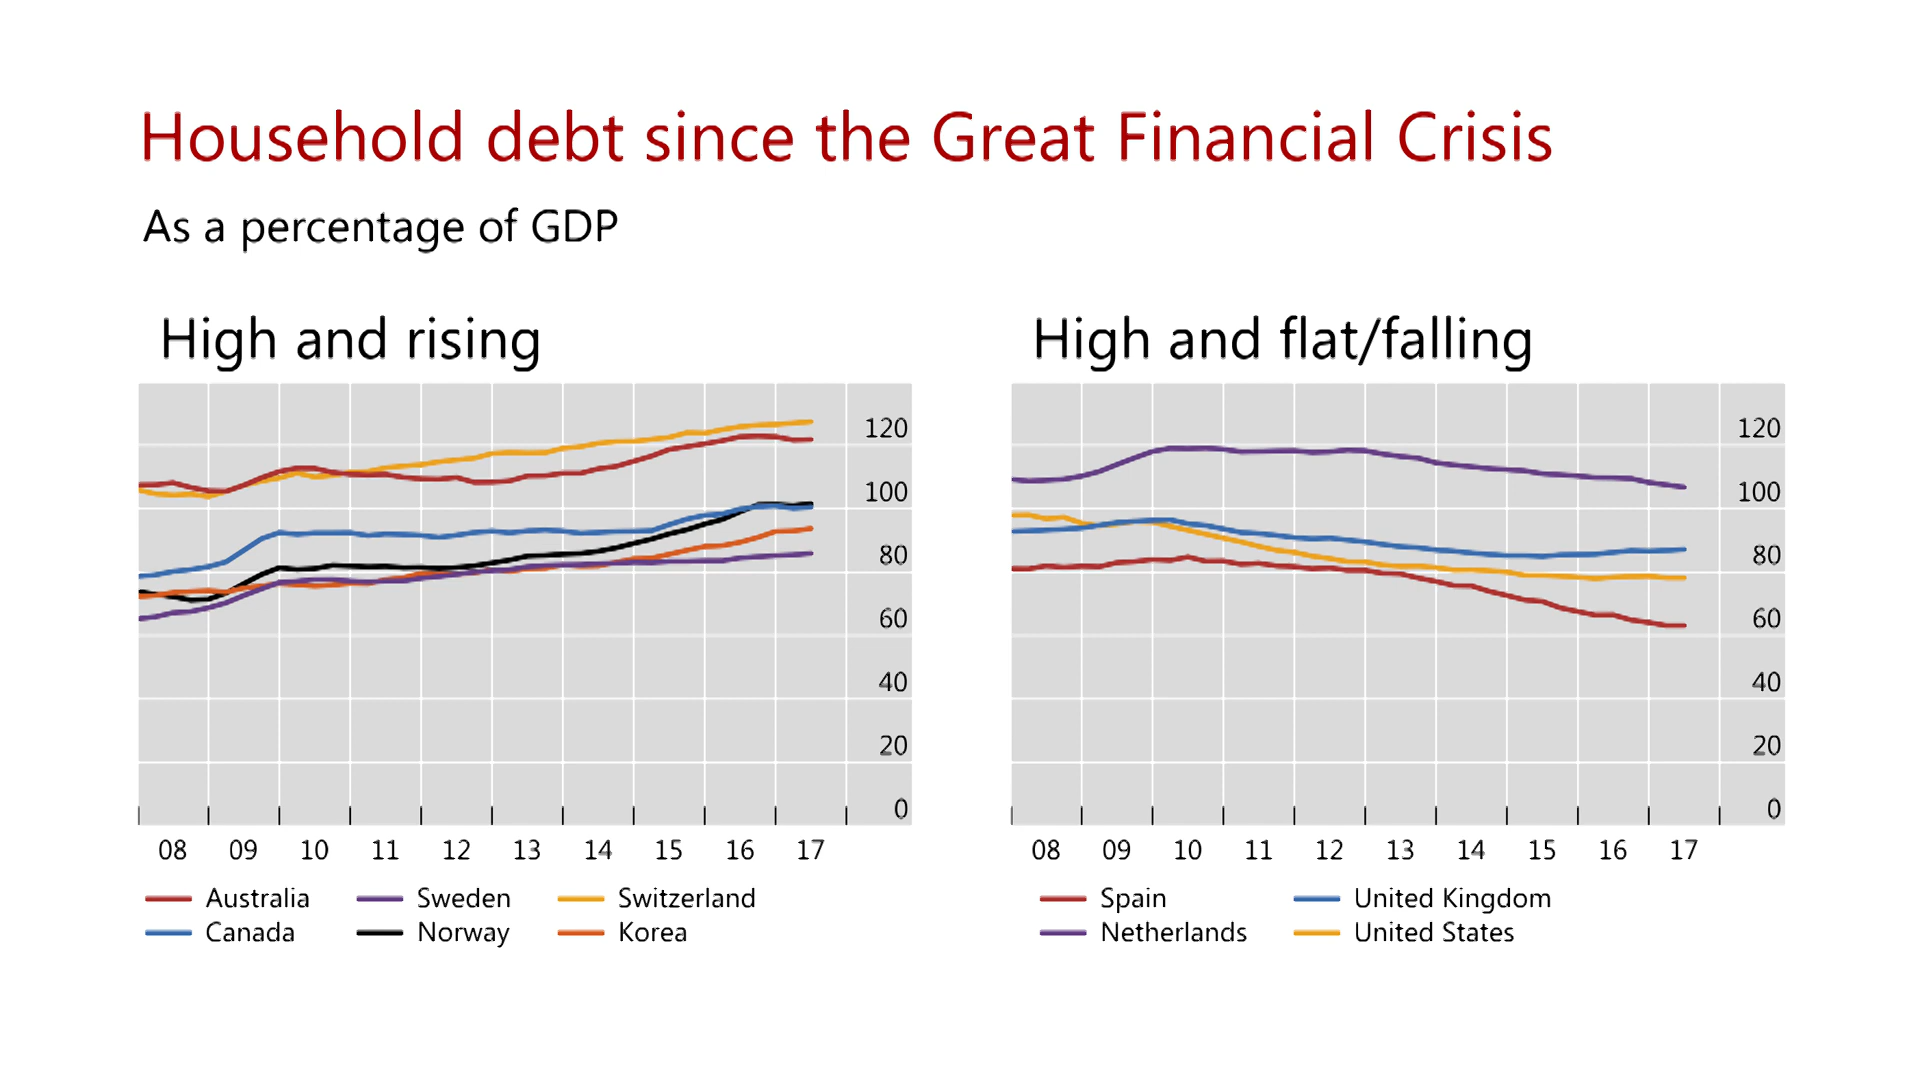 Household debt since the Great Financial Crisis
As a percentage of GDP
High and rising
120
100
80
60
40
20
0
08 09 10 11 12 13 14 15 16 17
Australia Sweden Switzerland
Canada Norway Korea
High and flat/falling
120
100
80
60
40
20
0
08 09 10 11 12 13 14 15 16 17
Spain United Kingdom
Netherlands United States